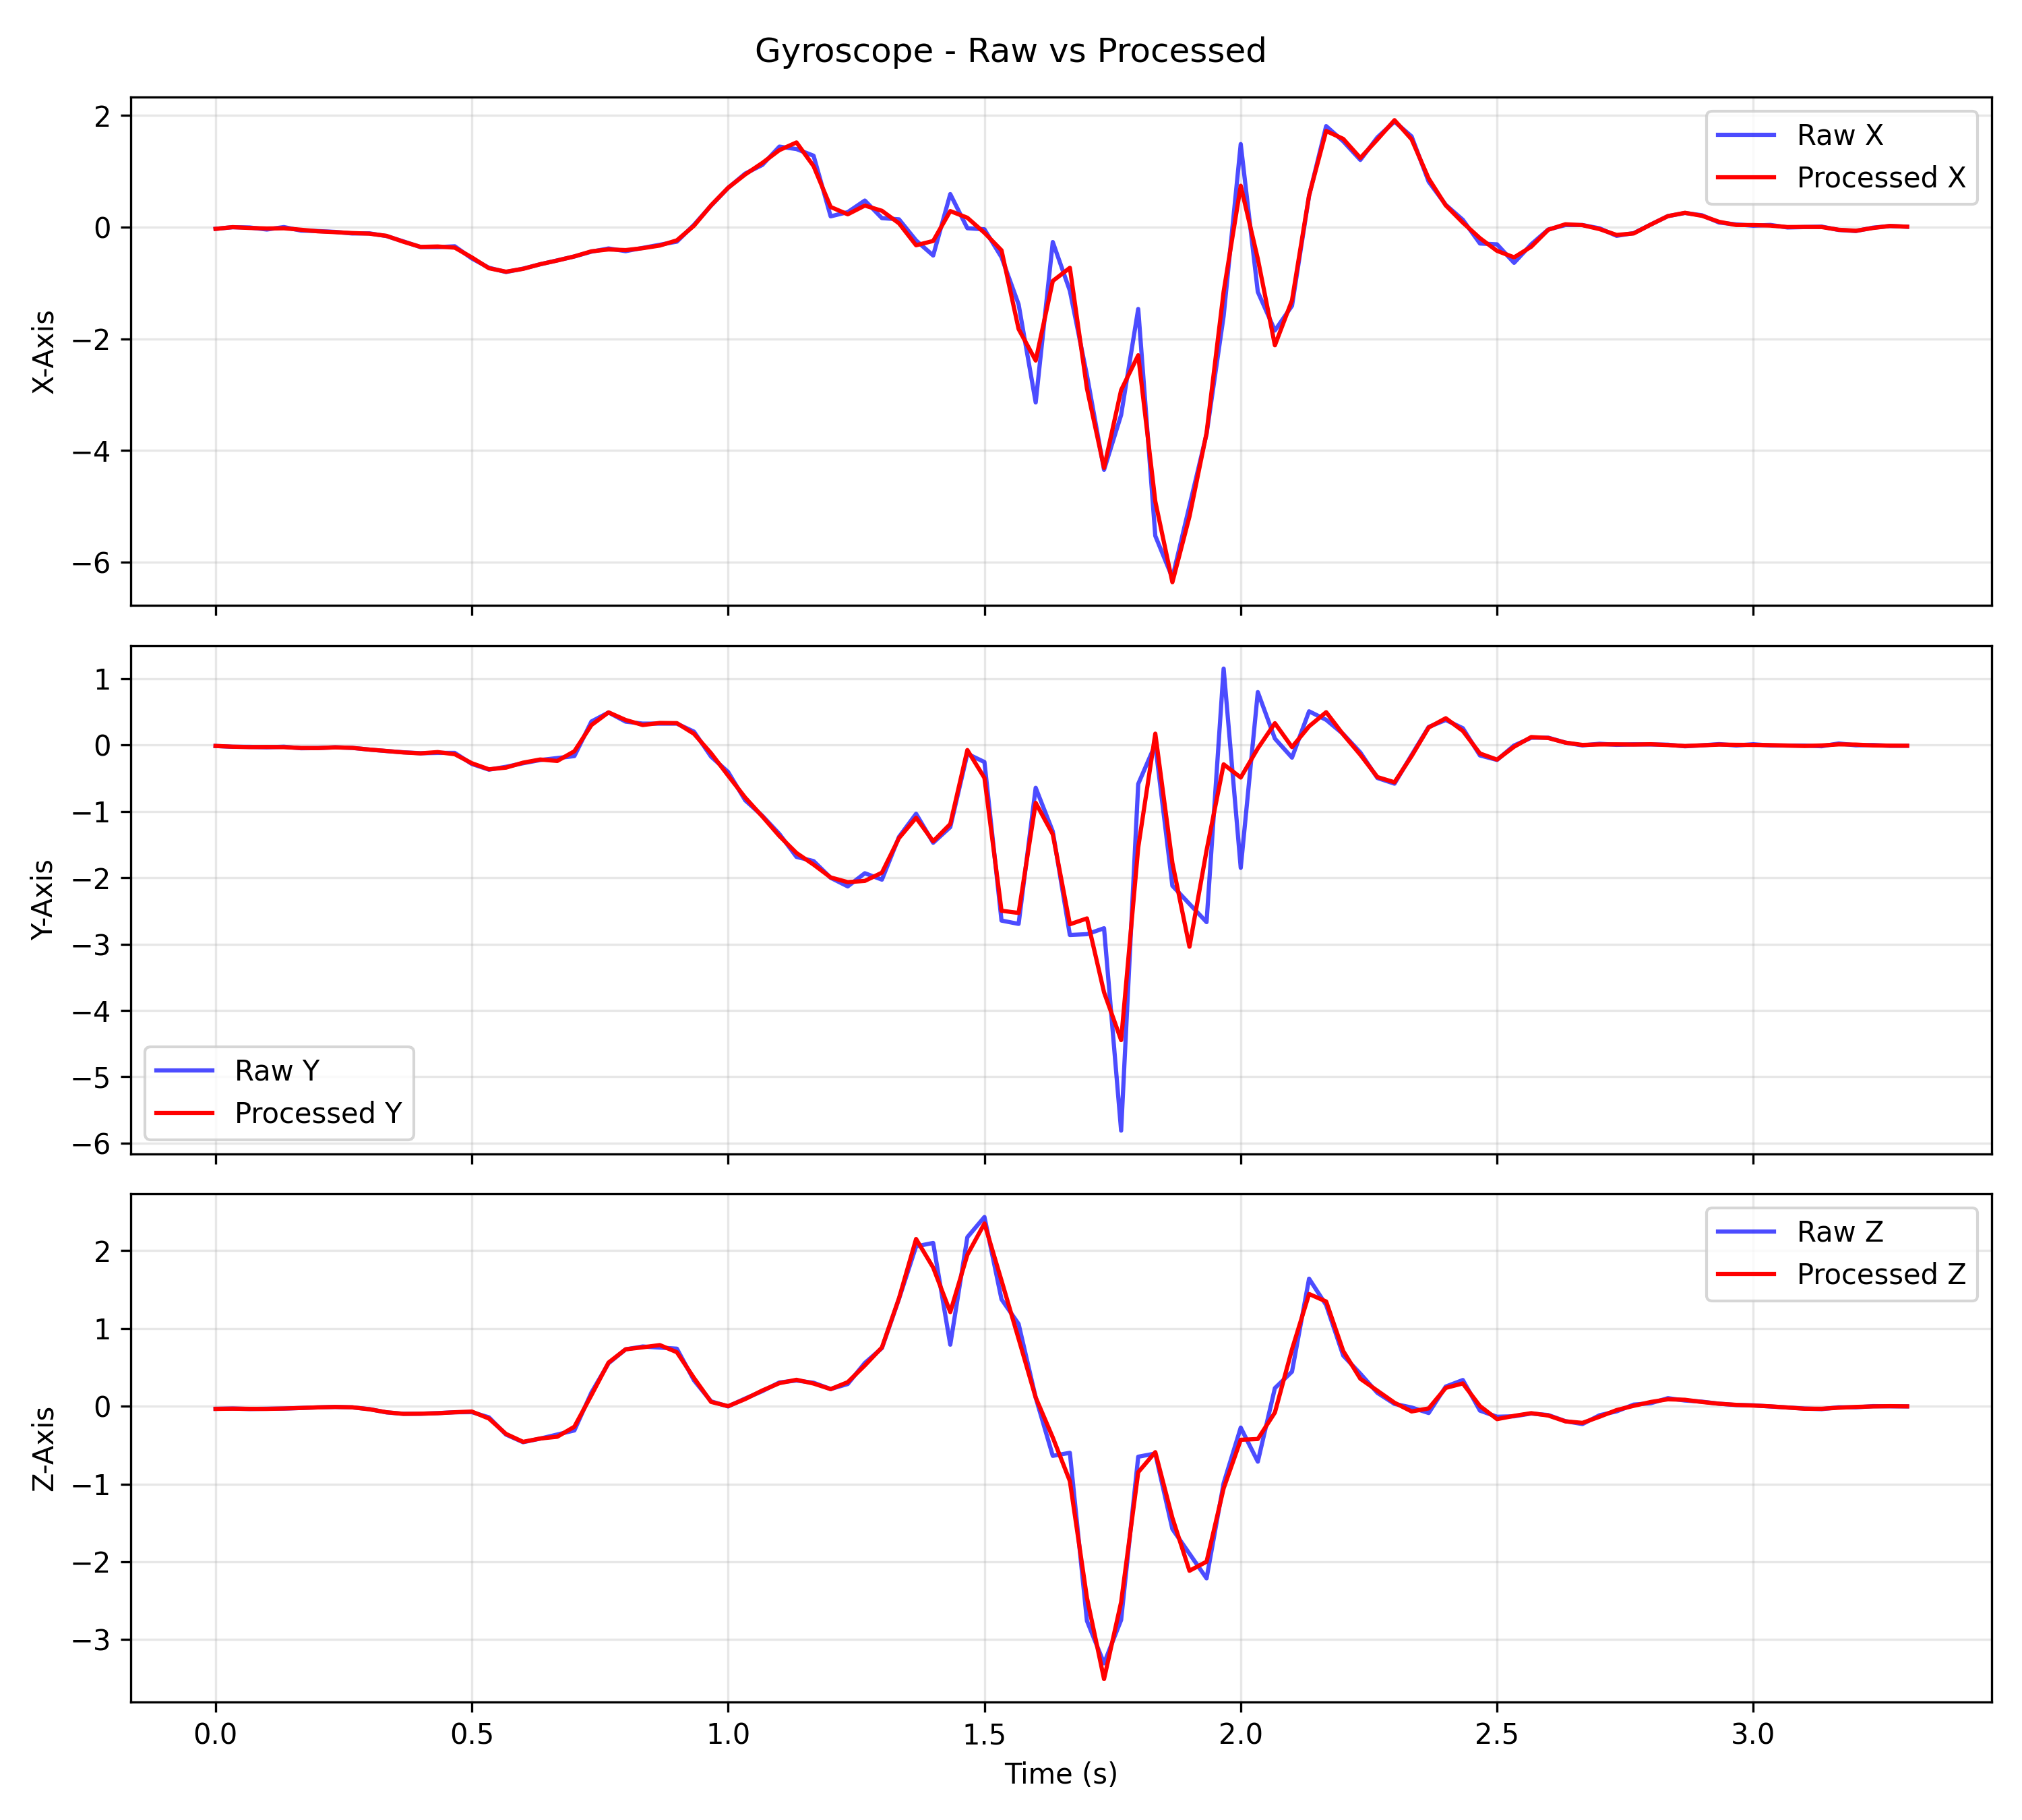 Gyroscope - Raw vs Processed
2
0
−2
−4
−6
X-Axis
Raw X
Processed X
1
0
−1
−2
−3
−4
−5
−6
Y-Axis
Raw Y
Processed Y
2
1
0
−1
−2
−3
Z-Axis
Raw Z
Processed Z
0.0 0.5 1.0 1.5 2.0 2.5 3.0
Time (s)